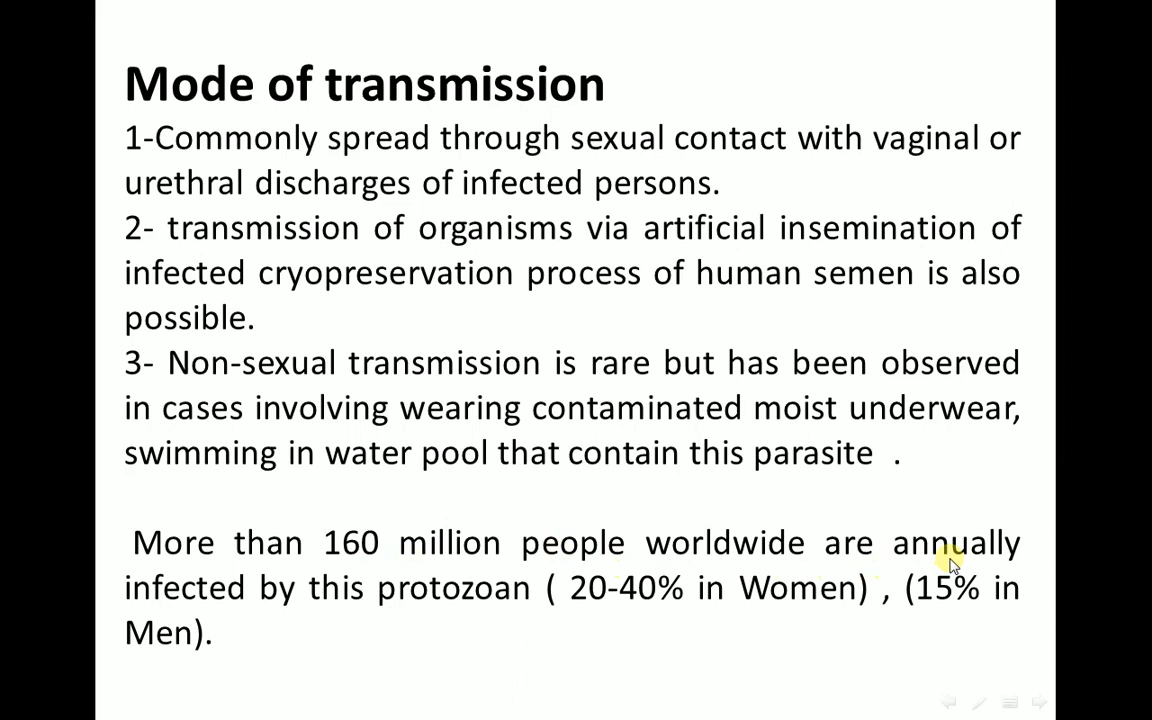 Mode of transmission
1-Commonly spread through sexual contact with vaginal or
urethral discharges of infected persons.
2- transmission of organisms via artificial insemination of
infected cryopreservation process of human semen is also
possible.
3- Non-sexual transmission is rare but has been observed
in cases involving wearing contaminated moist underwear,
swimming in water pool that contain this parasite .
More than 160 million people worldwide are annually
infected by this protozoan ( 20-40% in Women) , (15% in
Men).